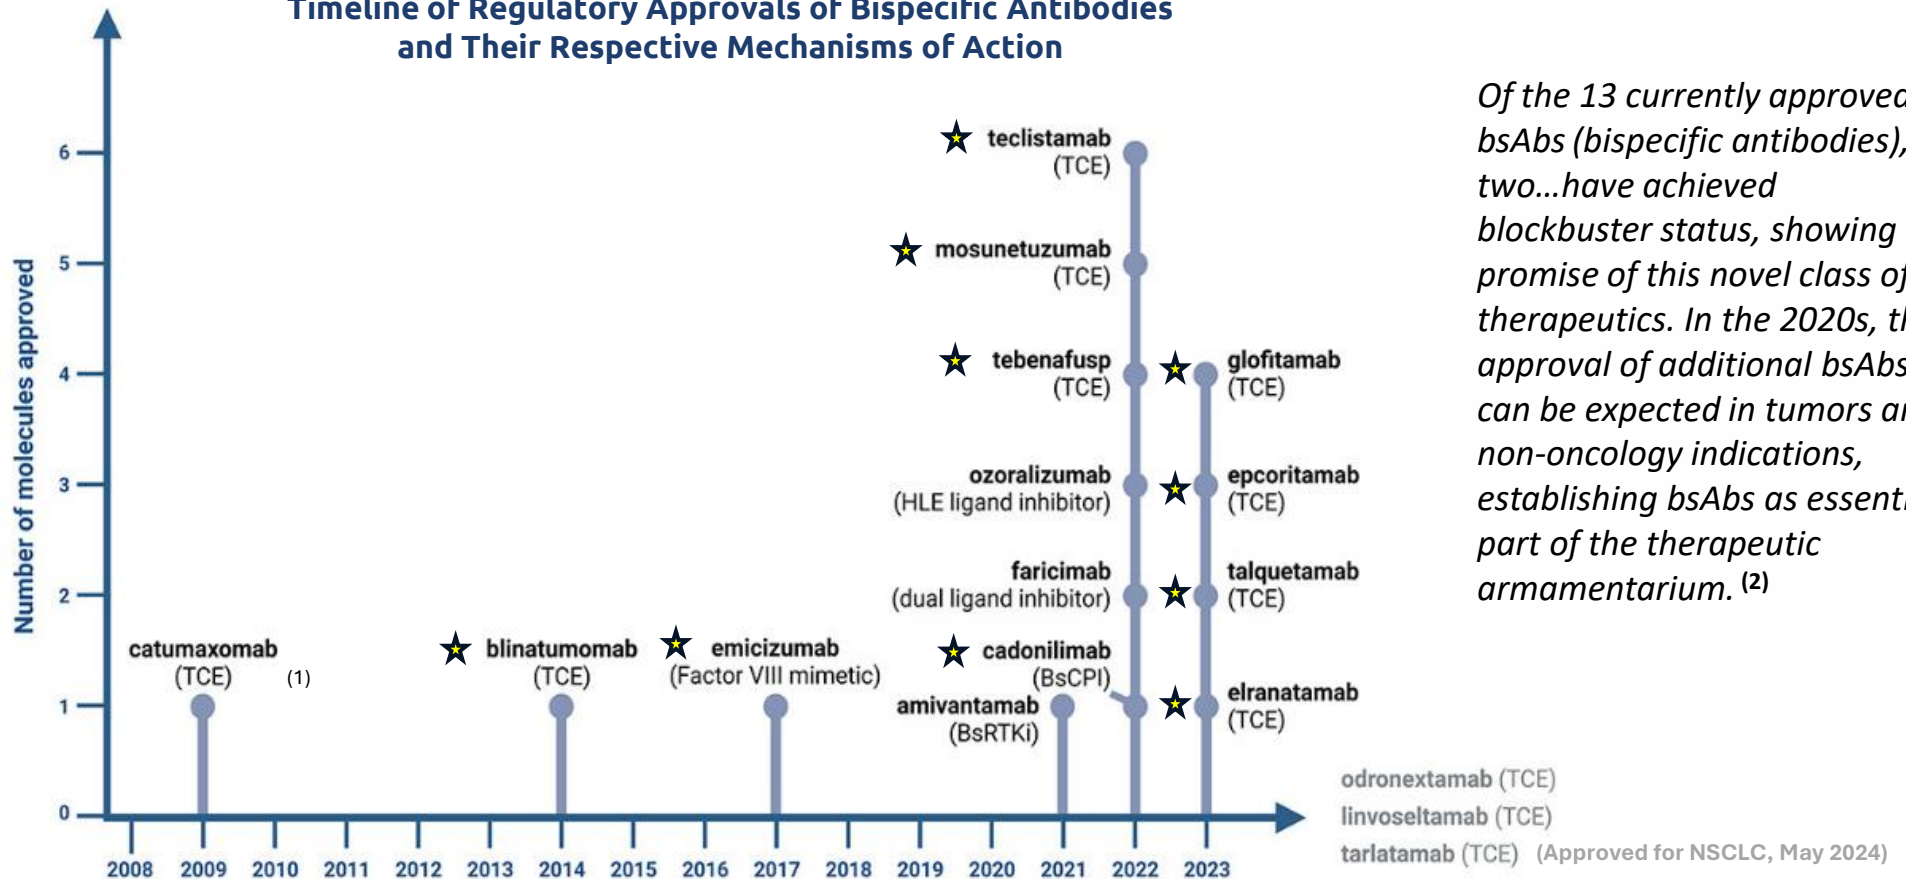 Timeline of Regulatory Approvals of Bispecific Antibodies
and Their Respective Mechanisms of Action
Number of molecules approved
6
5
4
3
2
1
0
teclistamab
(TCE)
mosunetuzumab
(TCE)
tebenafusp
(TCE)
ozoralizumab
(HLE ligand inhibitor)
faricimab
(dual ligand inhibitor)
cadonilimab
(BsCPI)
amivantamab
(BsRTKi)
catumaxomab
(TCE)
(1)
blinatumomab
(TCE)
emicizumab
(Factor VIII mimetic)
glofitamab
(TCE)
epcoritamab
(TCE)
talquetamab
(TCE)
elranatamab
(TCE)
2008 2009 2010 2011 2012 2013 2014 2015 2016 2017 2018 2019 2020 2021 2022 2023
odronextamab (TCE)
linvoseltamab (TCE)
tarlatamab (TCE) (Approved for NSCLC, May 2024)
Of the 13 currently approved
bsAbs (bispecific antibodies),
two...have achieved
blockbuster status, showing
promise of this novel class of
therapeutics. In the 2020s,
approval of additional bsAbs
can be expected in tumors
non-oncology indications,
establishing bsAbs as
part of the therapeutic
armamentarium. (2)